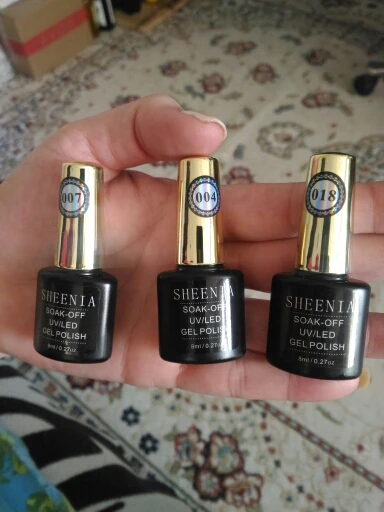 007
SHEENIA
SOAK-OFF
UV/LED
GEL POLISH
8ml / 0.27oz
004
SHEENIA
SOAK-OFF
UV/LED
GEL POLISH
8ml / 0.27oz
018
SHEENIA
SOAK-OFF
UV/LED
GEL POLISH
8ml / 0.27oz